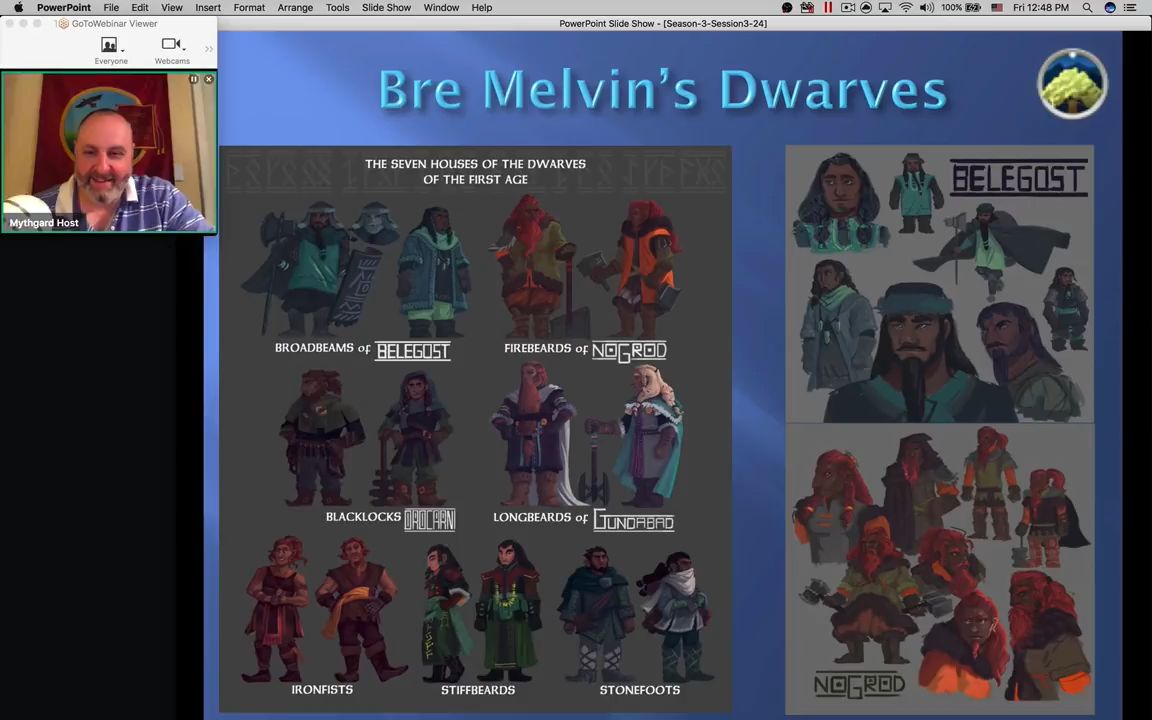 PowerPoint File Edit View Insert Format Arrange Tools Slide Show Window Help 100% Fri 12:48 PM
GoToWebinar Viewer
PowerPoint Slide Show - [Season-3-Session3-24]
Everyone
Webcams
Mythgard Host
Bre Melvin's Dwarves
THE SEVEN HOUSES OF THE DWARVES
OF THE FIRST AGE
BROADBEAMS of BELEGOST
FIREBEARDS of NOGROD
BLACKLOCKS OROCARNI
LONGBEARDS of GUNDABAD
IRONFISTS
STIFFBEARDS
STONEFOOTS
BELEGOST
NOGROD